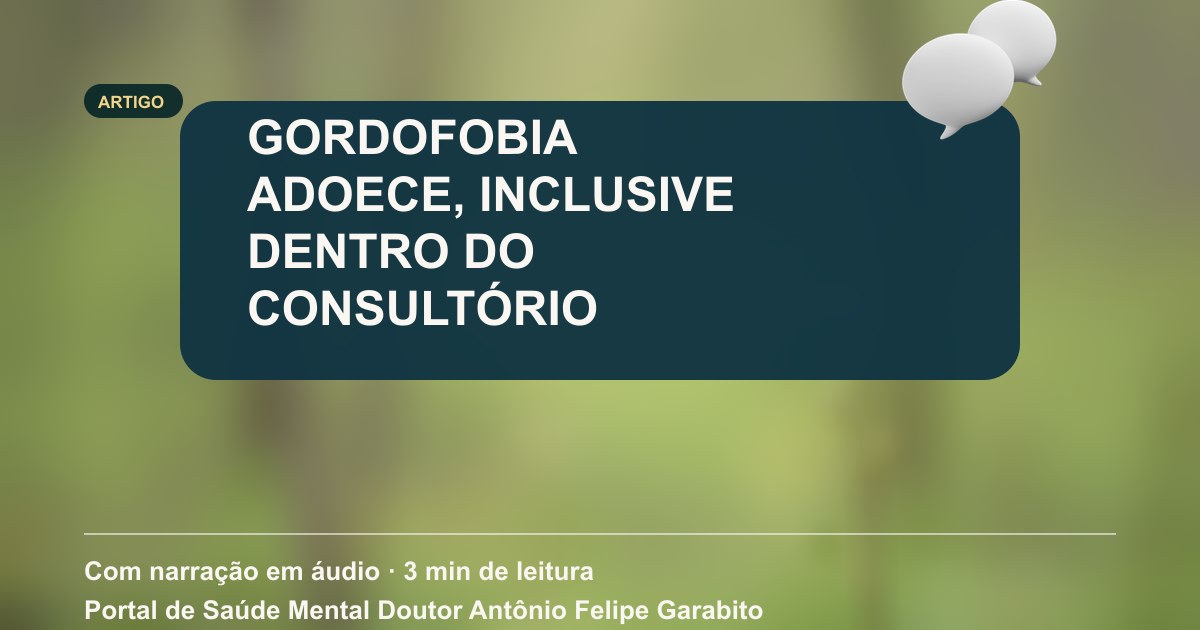 ARTIGO
GORDOFOBIA
ADOECE, INCLUSIVE
DENTRO DO
CONSULTÓRIO
Com narração em áudio · 3 min de leitura
Portal de Saúde Mental Doutor Antônio Felipe Garabito